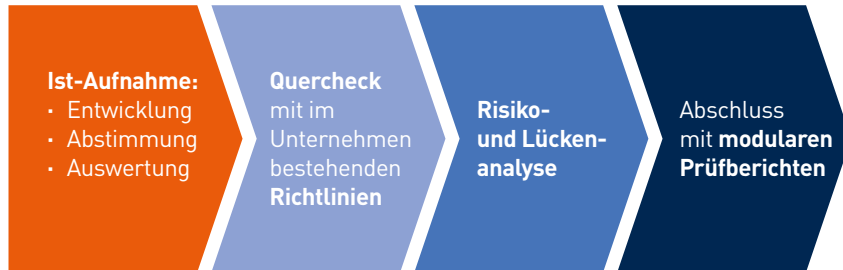 Ist-Aufnahme:
· Entwicklung
· Abstimmung
· Auswertung
Quercheck
mit im
Unternehmen
bestehenden
Richtlinien
Risiko-
und Lücken-
analyse
Abschluss
mit modularen
Prüfberichten